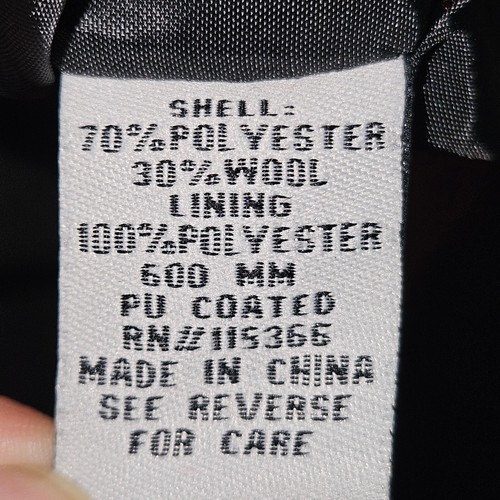 SHELL:
70%POLYESTER
30%WOOL
LINING
100%POLYESTER
600 MM
PU COATED
RN#115366
MADE IN CHINA
SEE REVERSE
FOR CARE